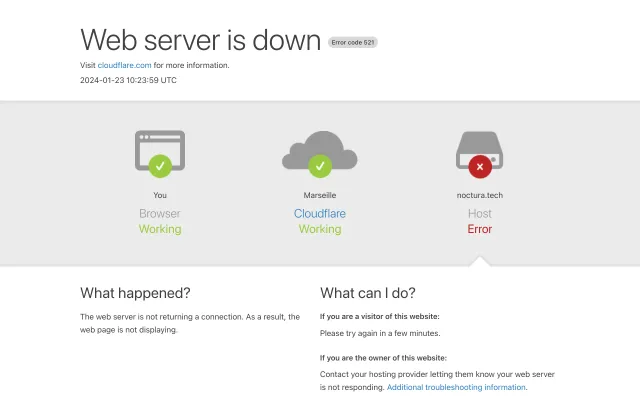 Web server is down Error code 521
Visit cloudflare.com for more information.
2024-01-23 10:23:59 UTC
You
Browser
Working
Marseille
Cloudflare
Working
noctura.tech
Host
Error
What happened?
The web server is not returning a connection. As a result, the
web page is not displaying.
What can I do?
If you are a visitor of this website:
Please try again in a few minutes.
If you are the owner of this website:
Contact your hosting provider letting them know your web server
is not responding. Additional troubleshooting information.